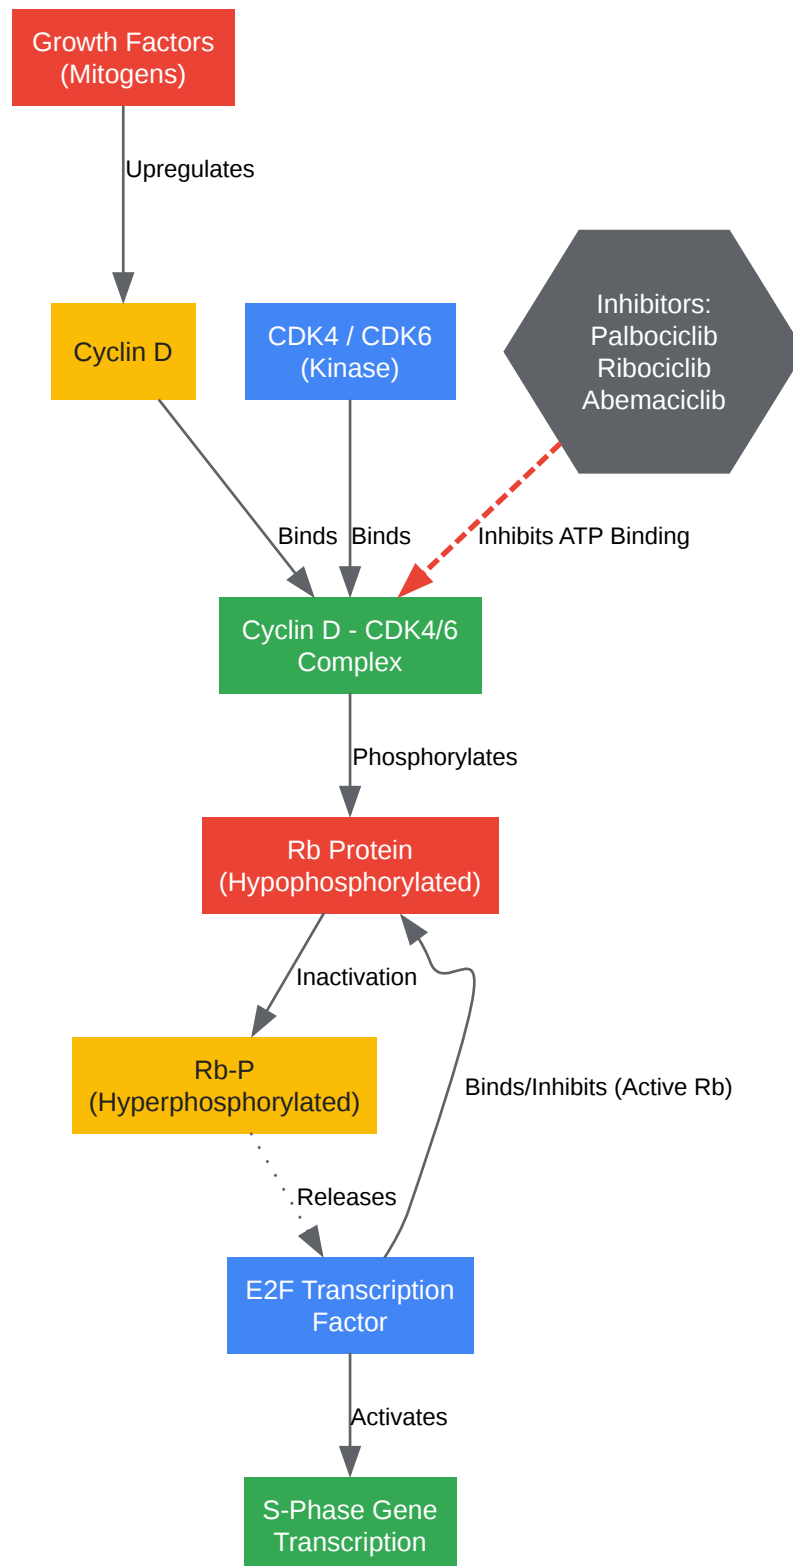 Growth Factors
(Mitogens)
Upregulates
Cyclin D
CDK4 / CDK6
(Kinase)
Inhibitors:
Palbociclib
Ribociclib
Abemaciclib
Binds
Binds
Inhibits ATP Binding
Cyclin D - CDK4/6
Complex
Phosphorylates
Rb Protein
(Hypophosphorylated)
Inactivation
Rb-P
(Hyperphosphorylated)
Binds/Inhibits (Active Rb)
Releases
E2F Transcription
Factor
Activates
S-Phase Gene
Transcription